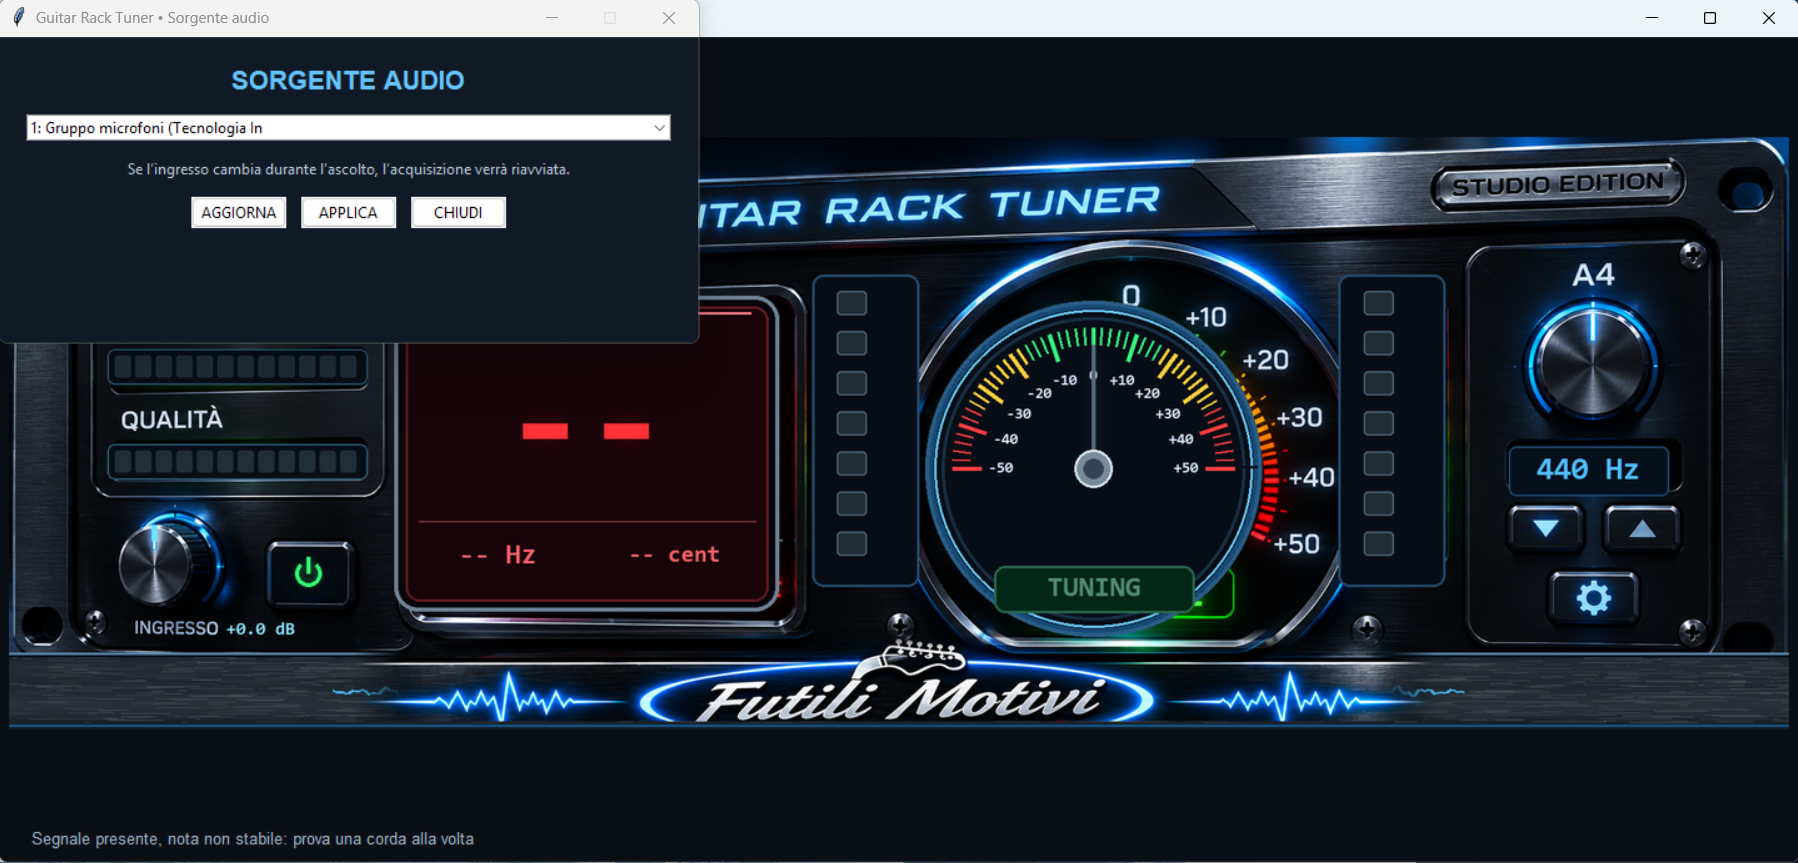 Guitar Rack Tuner • Sorgente audio
SORGENTE AUDIO
1: Gruppo microfoni (Tecnologia In
Se l'ingresso cambia durante l'ascolto, l'acquisizione verrà riavviata.
AGGIORNA APPLICA CHIUDI
ITAR RACK TUNER
STUDIO EDITION
A4
0
+10
+20
+30
+40
+50
-50
-40
-30
-20
-10
0
+10
+20
+30
+40
+50
QUALITÀ
440 Hz
-- --
-- Hz
-- cent
TUNING
INGRESSO +0.0 dB
Futili Motivi
Segnale presente, nota non stabile: prova una corda alla volta